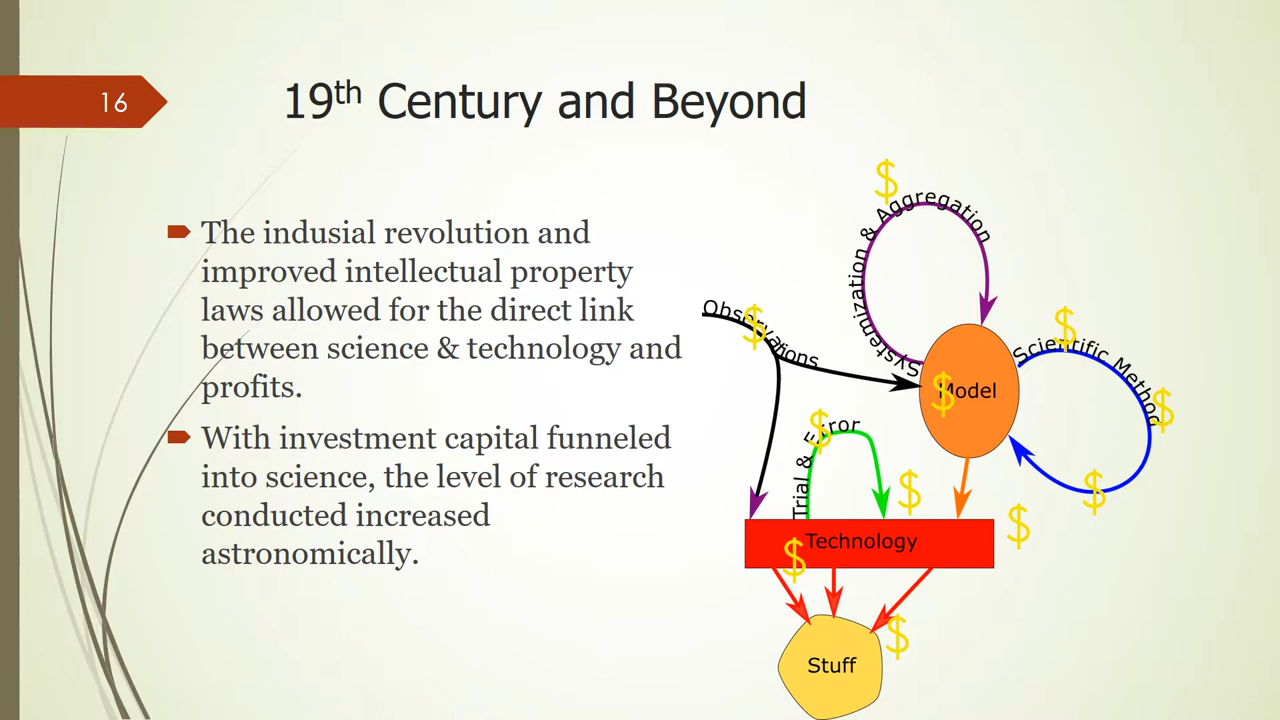 16
19th Century and Beyond
The indusial revolution and
improved intellectual property
laws allowed for the direct link
between science & technology and
profits.
With investment capital funneled
into science, the level of research
conducted increased
astronomically.
$
Systemization & Aggregation
Observations
$
$
Scientific Method
$
$
Model
$
Trial & Error
$
$
$
Technology
$
$
Stuff